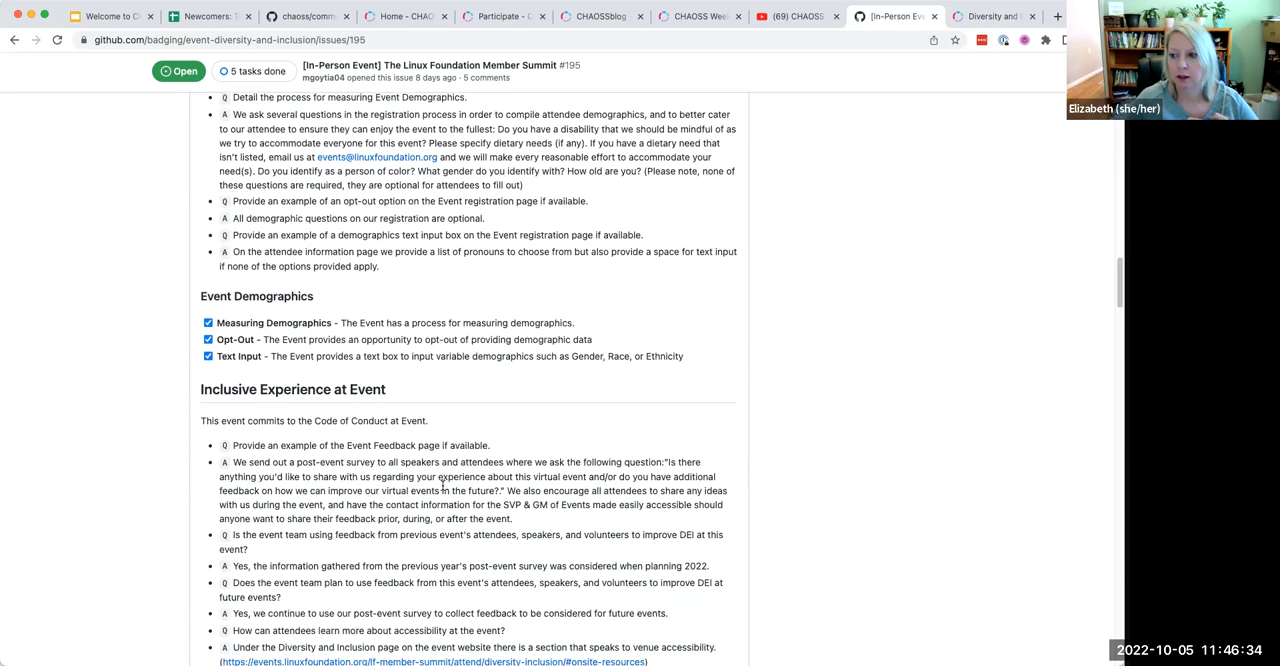 Welcome to C
Newcomers: T
chaoss/comm
Home - CHAO
Participate - C
CHAOSSblog
CHAOSS Wee
(69) CHAOSS
[In-Person Eve
Diversity and
github.com/badging/event-diversity-and-inclusion/issues/195
Elizabeth (she/her)
Open
5 tasks done
[In-Person Event] The Linux Foundation Member Summit #195
mgoytia04 opened this issue 8 days ago · 5 comments
Q Detail the process for measuring Event Demographics.
A We ask several questions in the registration process in order to compile attendee demographics, and to better cater
to our attendee to ensure they can enjoy the event to the fullest: Do you have a disability that we should be mindful of as
we try to accommodate everyone for this event? Please specify dietary needs (if any). If you have a dietary need that
isn't listed, email us at events@linuxfoundation.org and we will make every reasonable effort to accommodate your
need(s). Do you identify as a person of color? What gender do you identify with? How old are you? (Please note, none of
these questions are required, they are optional for attendees to fill out)
Q Provide an example of an opt-out option on the Event registration page if available.
A All demographic questions on our registration are optional.
Q Provide an example of a demographics text input box on the Event registration page if available.
A On the attendee information page we provide a list of pronouns to choose from but also provide a space for text input
if none of the options provided apply.
Event Demographics
Measuring Demographics - The Event has a process for measuring demographics.
Opt-Out - The Event provides an opportunity to opt-out of providing demographic data
Text Input - The Event provides a text box to input variable demographics such as Gender, Race, or Ethnicity
Inclusive Experience at Event
This event commits to the Code of Conduct at Event.
Q Provide an example of the Event Feedback page if available.
A We send out a post-event survey to all speakers and attendees where we ask the following question:"Is there
anything you'd like to share with us regarding your experience about this virtual event and/or do you have additional
feedback on how we can improve our virtual events in the future?." We also encourage all attendees to share any ideas
with us during the event, and have the contact information for the SVP & GM of Events made easily accessible should
anyone want to share their feedback prior, during, or after the event.
Q Is the event team using feedback from previous event's attendees, speakers, and volunteers to improve DEI at this
event?
A Yes, the information gathered from the previous year's post-event survey was considered when planning 2022.
Q Does the event team plan to use feedback from this event's attendees, speakers, and volunteers to improve DEI at
future events?
A Yes, we continue to use our post-event survey to collect feedback to be considered for future events.
Q How can attendees learn more about accessibility at the event?
A Under the Diversity and Inclusion page on the event website there is a section that speaks to venue accessibility.
(https://events.linuxfoundation.org/lf-member-summit/attend/diversity-inclusion/#onsite-resources)
2022-10-05 11:46:34